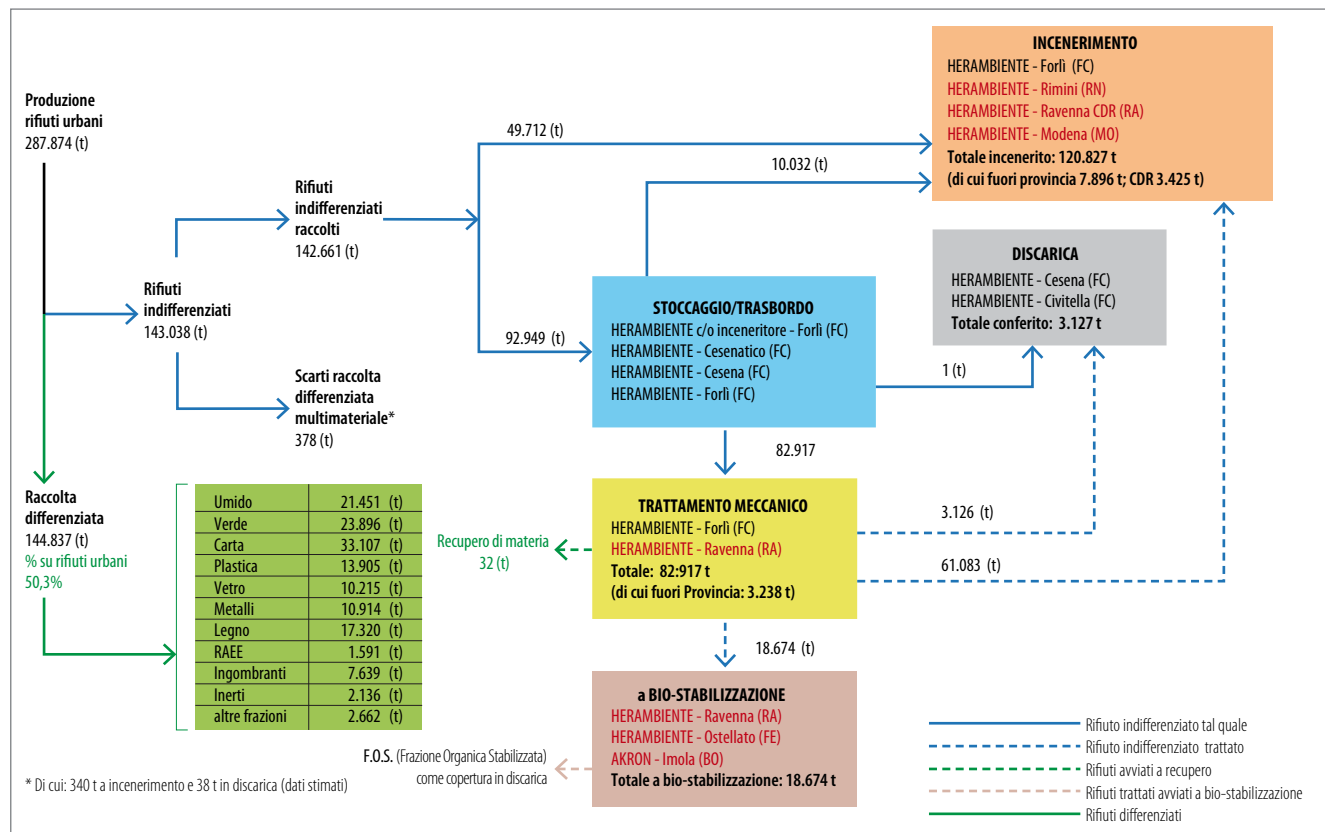 Produzione
rifiuti urbani
287.874 (t)
Rifiuti
indifferenziati
143.038 (t)
Rifiuti
indifferenziati
raccolti
142.661 (t)
Scarti raccolta
differenziata
multimateriale*
378 (t)
49.712 (t)
10.032 (t)
92.949 (t)
INCENERIMENTO
HERAMBIENTE - Forlì (FC)
HERAMBIENTE - Rimini (RN)
HERAMBIENTE - Ravenna CDR (RA)
HERAMBIENTE - Modena (MO)
Totale incenerito: 120.827 t
(di cui fuori provincia 7.896 t; CDR 3.425 t)
DISCARICA
HERAMBIENTE - Cesena (FC)
HERAMBIENTE - Civitella (FC)
Totale conferito: 3.127 t
STOCCAGGIO/TRASBORDO
HERAMBIENTE c/o inceneritore - Forlì (FC)
HERAMBIENTE - Cesenatico (FC)
HERAMBIENTE - Cesena (FC)
HERAMBIENTE - Forlì (FC)
1 (t)
82.917
TRATTAMENTO MECCANICO
HERAMBIENTE - Forlì (FC)
HERAMBIENTE - Ravenna (RA)
Totale: 82:917 t
(di cui fuori Provincia: 3.238 t)
3.126 (t)
61.083 (t)
Recupero di materia
32 (t)
18.674 (t)
a BIO-STABILIZZAZIONE
HERAMBIENTE - Ravenna (RA)
HERAMBIENTE - Ostellato (FE)
AKRON - Imola (BO)
Totale a bio-stabilizzazione: 18.674 t
F.O.S. (Frazione Organica Stabilizzata)
come copertura in discarica
Raccolta
differenziata
144.837 (t)
% su rifiuti urbani
50,3%
Umido 21.451 (t)
Verde 23.896 (t)
Carta 33.107 (t)
Plastica 13.905 (t)
Vetro 10.215 (t)
Metalli 10.914 (t)
Legno 17.320 (t)
RAEE 1.591 (t)
Ingombranti 7.639 (t)
Inerti 2.136 (t)
altre frazioni 2.662 (t)
* Di cui: 340 t a incenerimento e 38 t in discarica (dati stimati)
Rifiuto indifferenziato tal quale
Rifiuto indifferenziato trattato
Rifiuti avviati a recupero
Rifiuti trattati avviati a bio-stabilizzazione
Rifiuti differenziati